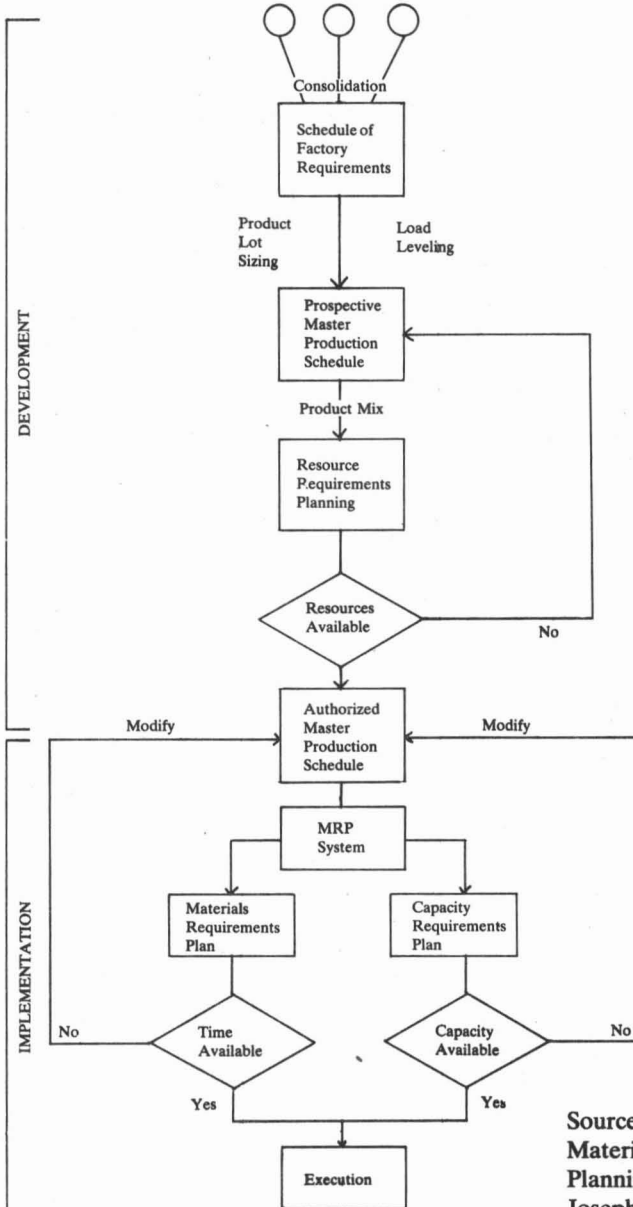 Consolidation
Schedule of
Factory
Requirements
Product
Lot
Sizing
Load
Leveling
Prospective
Master
Production
Schedule
Product Mix
Resource
Requirements
Planning
Resources
Available
No
DEVELOPMENT
Modify
Authorized
Master
Production
Schedule
Modify
MRP
System
Materials
Requirements
Plan
Capacity
Requirements
Plan
IMPLEMENTATION
No
Time
Available
Capacity
Available
No
Yes
Yes
Execution
Source
Materi
Planni
Joseph